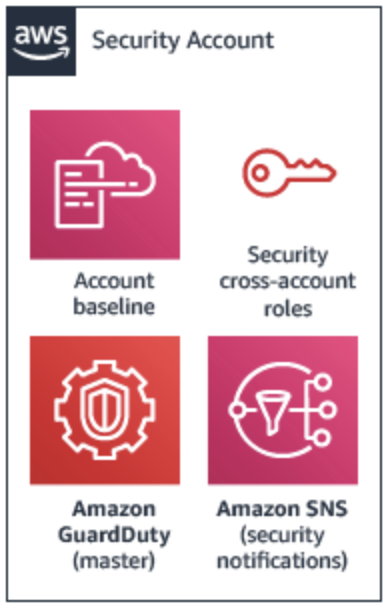 aws
Security Account
Account
baseline
Security
cross-account
roles
Amazon
GuardDuty
(master)
Amazon SNS
(security
notifications)